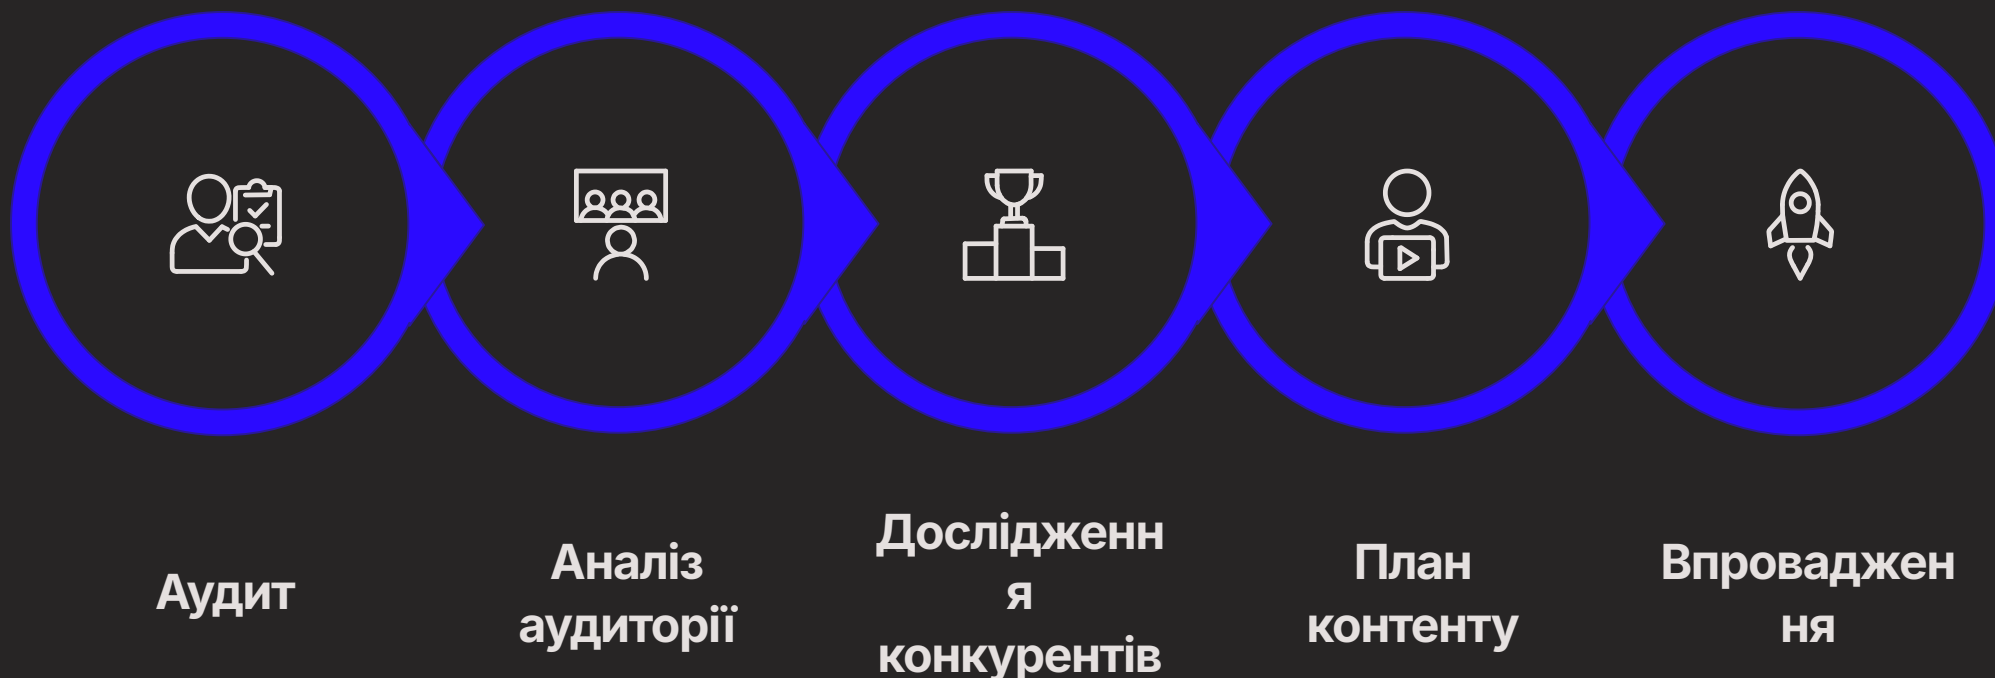 Аудит
Аналіз
аудиторії
Дослідженн
я
конкурентів
План
контенту
Впроваджен
ня